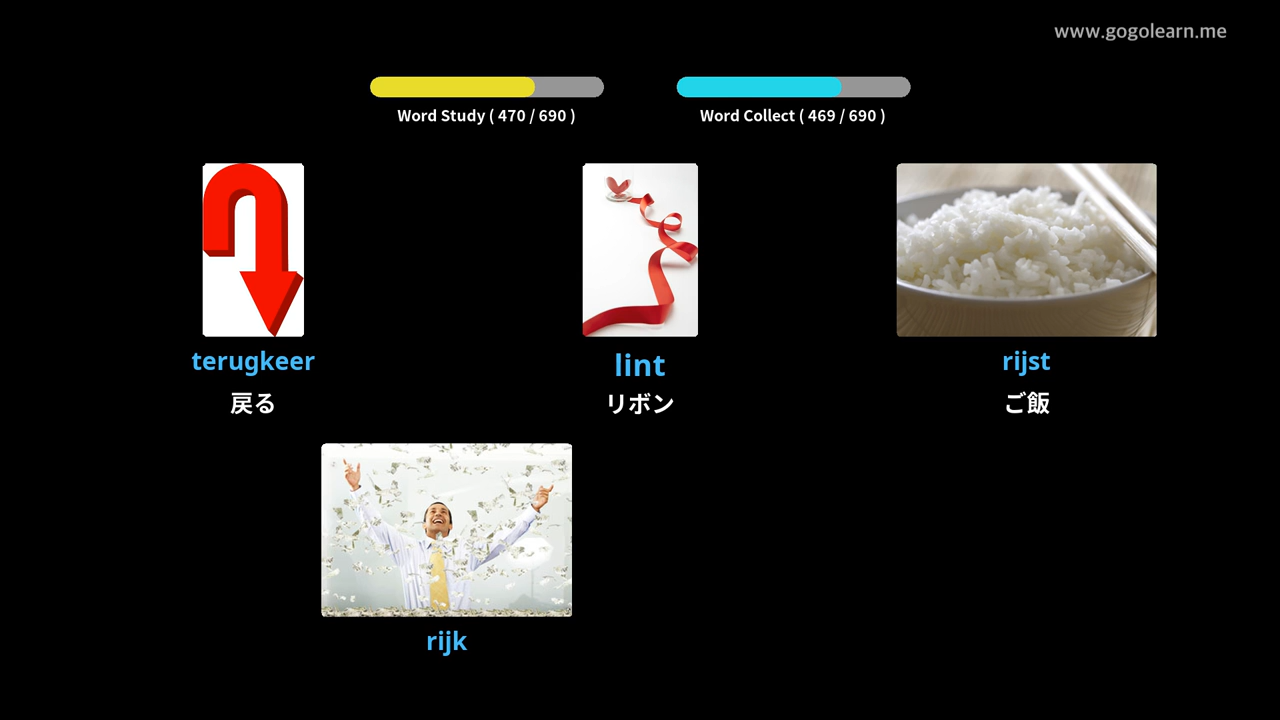 www.gogolearn.me
Word Study ( 470 / 690 )
Word Collect ( 469 / 690 )
terugkeer
lint
rijst
戻る
リボン
ご飯
rijk